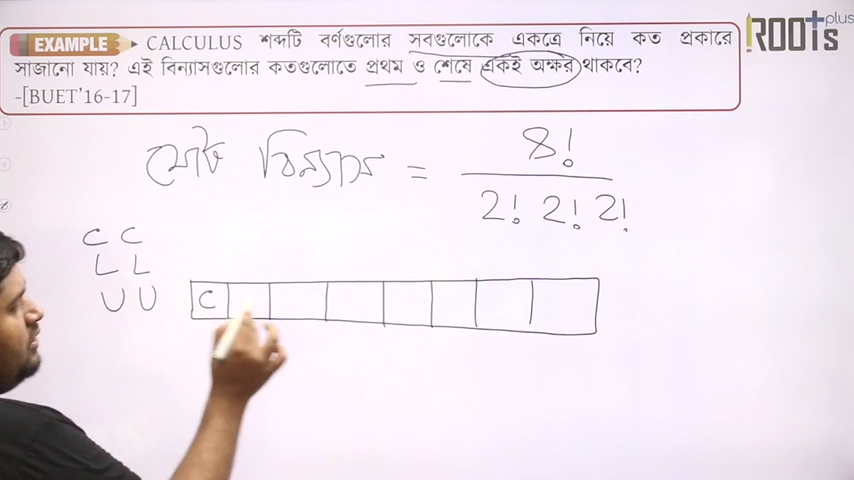 EXAMPLE CALCULUS শব্দটি বর্ণগুলোর সবগুলোকে একত্রে নিয়ে কত প্রকারে
সাজানো যায়? এই বিন্যাসগুলোর কতগুলোতে প্রথম ও শেষে একই অক্ষর থাকবে?
-[BUET'16-17]
ROOTs plus
মোট বিন্যাস = 8! / 2! 2! 2!
C C
L L
U U
C